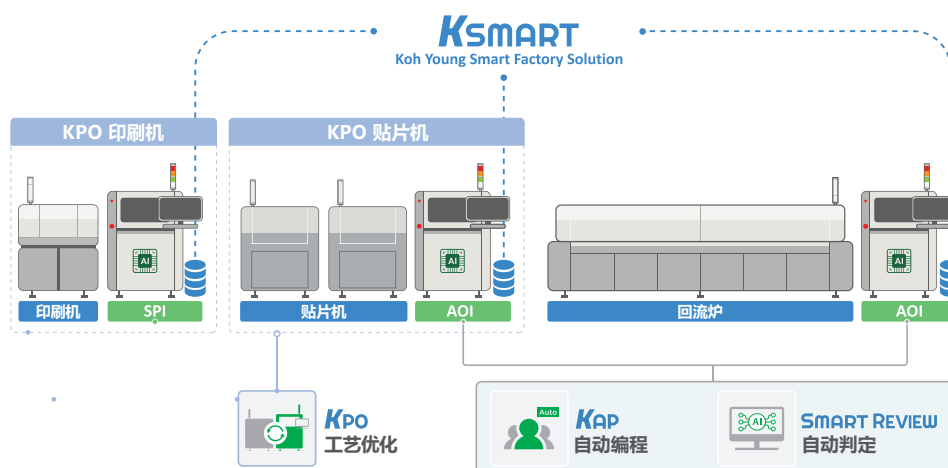 KSMART
Koh Young Smart Factory Solution
KPO 印刷机
KPO 贴片机
AI
AI
AI
印刷机
SPI
贴片机
AOI
回流炉
AOI
KPO
工艺优化
Auto
KAP
自动编程
AI
SMART REVIEW
自动判定